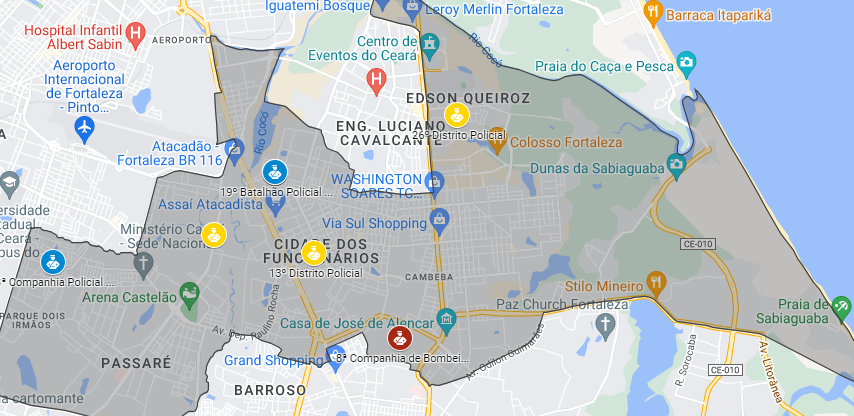 Iguatemi Bosque
Leroy Merlin Fortaleza
Barraca Itapariká
Hospital Infantil
Albert Sabin
AEROPORTO
Centro de
Eventos do Ceará
Rio Cocó
Praia do Caça e Pesca
Aeroporto
Internacional
de Fortaleza
- Pinto...
EDSON QUEIROZ
26º Distrito Policial
ENG. LUCIANO
CAVALCANTE
Colosso Fortaleza
Rio Cocó
Atacadão -
Fortaleza BR 116
Dunas da Sabiaguaba
WASHINGTON
SOARES TC...
19º Batalhão Policial ...
Assaí Atacadista
Via Sul Shopping
Ministério Ca
- Sede Nacion
CIDADE DOS
FUNCIONÁRIOS
13º Distrito Policial
CE-010
CAMBEBA
ª Companhia Policial ...
Arena Castelão
Stilo Mineiro
Paz Church Fortaleza
Praia de
Sabiaguaba
PARQUE DOIS
IRMÃOS
Av. Dep. Paulino Rocha
Casa de José de Alencar
8ª Companhia de Bombei...
Grand Shopping
PASSARÉ
Av. Odilon Guimarães
R. Sorocaba
CE-010
Av. Litorânea
BARROSO
a cartomante